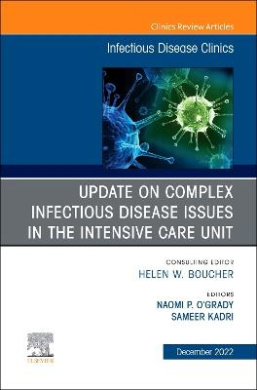 Clinics Review Articles
Infectious Disease Clinics
UPDATE ON COMPLEX
INFECTIOUS DISEASE ISSUES
IN THE INTENSIVE CARE UNIT
CONSULTING EDITOR
HELEN W. BOUCHER
EDITORS
NAOMI P. O'GRADY
SAMEER KADRI
ELSEVIER
December 2022